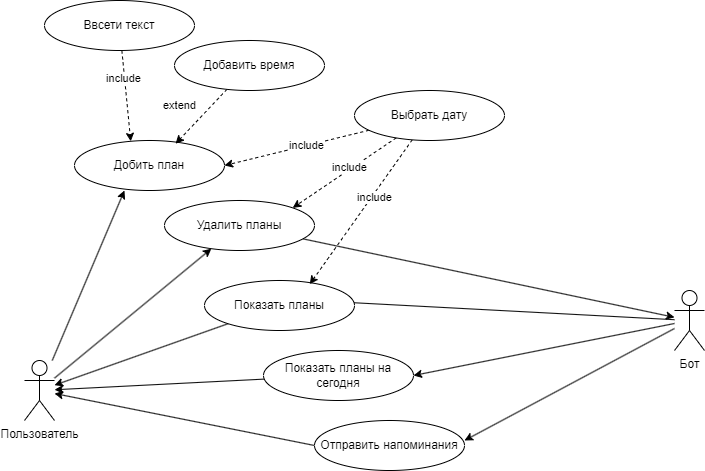 Ввсети текст
include
Добавить время
extend
Выбрать дату
Добить план
include
include
include
Удалить планы
Показать планы
Бот
Показать планы на
сегодня
Пользователь
Отправить напоминания